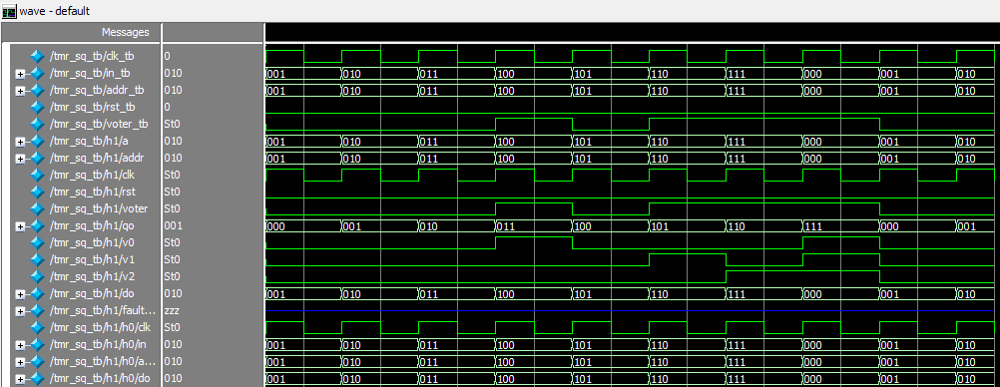 wave - default
Messages
/tmr_sq_tb/clk_tb 0
/tmr_sq_tb/in_tb 010 001 010 011 100 101 110 111 000 001 010
/tmr_sq_tb/addr_tb 010 001 010 011 100 101 110 111 000 001 010
/tmr_sq_tb/rst_tb 0
/tmr_sq_tb/voter_tb St0
/tmr_sq_tb/h1/a 010 001 010 011 100 101 110 111 000 001 010
/tmr_sq_tb/h1/addr 010 001 010 011 100 101 110 111 000 001 010
/tmr_sq_tb/h1/clk St0
/tmr_sq_tb/h1/rst St0
/tmr_sq_tb/h1/voter St0
/tmr_sq_tb/h1/qo 001 000 001 010 011 100 101 110 111 000 001
/tmr_sq_tb/h1/v0 St0
/tmr_sq_tb/h1/v1 St0
/tmr_sq_tb/h1/v2 St0
/tmr_sq_tb/h1/do 010 001 010 011 100 101 110 111 000 001 010
/tmr_sq_tb/h1/fault... zzz
/tmr_sq_tb/h1/h0/clk St0
/tmr_sq_tb/h1/h0/in 010 001 010 011 100 101 110 111 000 001 010
/tmr_sq_tb/h1/h0/a... 010 001 010 011 100 101 110 111 000 001 010
/tmr_sq_tb/h1/h0/do 010 001 010 011 100 101 110 111 000 001 010